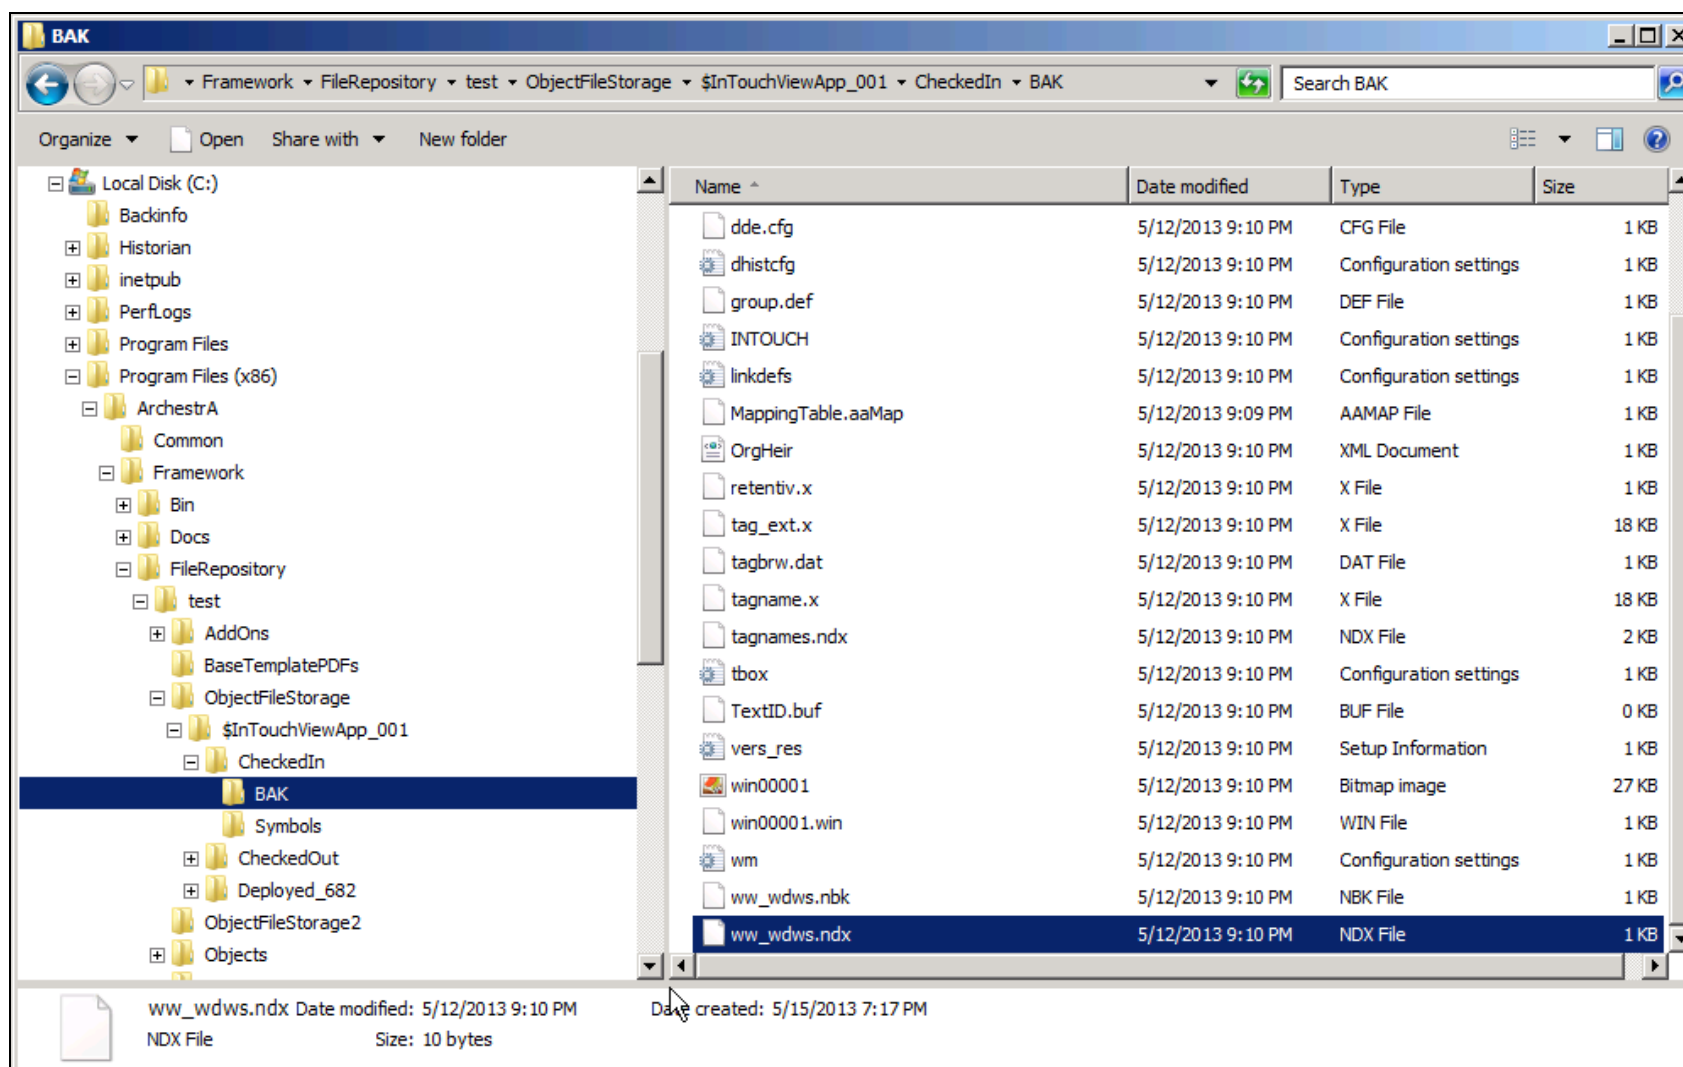 BAK
Framework FileRepository test ObjectFileStorage $InTouchViewApp_001 CheckedIn BAK Search BAK
Organize Open Share with New folder
Local Disk (C:)
Backinfo
Historian
inetpub
PerfLogs
Program Files
Program Files (x86)
ArchestrA
Common
Framework
Bin
Docs
FileRepository
test
AddOns
BaseTemplatePDFs
ObjectFileStorage
$InTouchViewApp_001
CheckedIn
BAK
Symbols
CheckedOut
Deployed_682
ObjectFileStorage2
Objects
Name Date modified Type Size
dde.cfg 5/12/2013 9:10 PM CFG File 1 KB
dhistcfg 5/12/2013 9:10 PM Configuration settings 1 KB
group.def 5/12/2013 9:10 PM DEF File 1 KB
INTOUCH 5/12/2013 9:10 PM Configuration settings 1 KB
linkdefs 5/12/2013 9:10 PM Configuration settings 1 KB
MappingTable.aaMap 5/12/2013 9:09 PM AAMAP File 1 KB
OrgHeir 5/12/2013 9:10 PM XML Document 1 KB
retentiv.x 5/12/2013 9:10 PM X File 1 KB
tag_ext.x 5/12/2013 9:10 PM X File 18 KB
tagbrw.dat 5/12/2013 9:10 PM DAT File 1 KB
tagname.x 5/12/2013 9:10 PM X File 18 KB
tagnames.ndx 5/12/2013 9:10 PM NDX File 2 KB
tbox 5/12/2013 9:10 PM Configuration settings 1 KB
TextID.buf 5/12/2013 9:10 PM BUF File 0 KB
vers_res 5/12/2013 9:10 PM Setup Information 1 KB
win00001 5/12/2013 9:10 PM Bitmap image 27 KB
win00001.win 5/12/2013 9:10 PM WIN File 1 KB
wm 5/12/2013 9:10 PM Configuration settings 1 KB
ww_wdws.nbk 5/12/2013 9:10 PM NBK File 1 KB
ww_wdws.ndx 5/12/2013 9:10 PM NDX File 1 KB
ww_wdws.ndx Date modified: 5/12/2013 9:10 PM Date created: 5/15/2013 7:17 PM
NDX File Size: 10 bytes